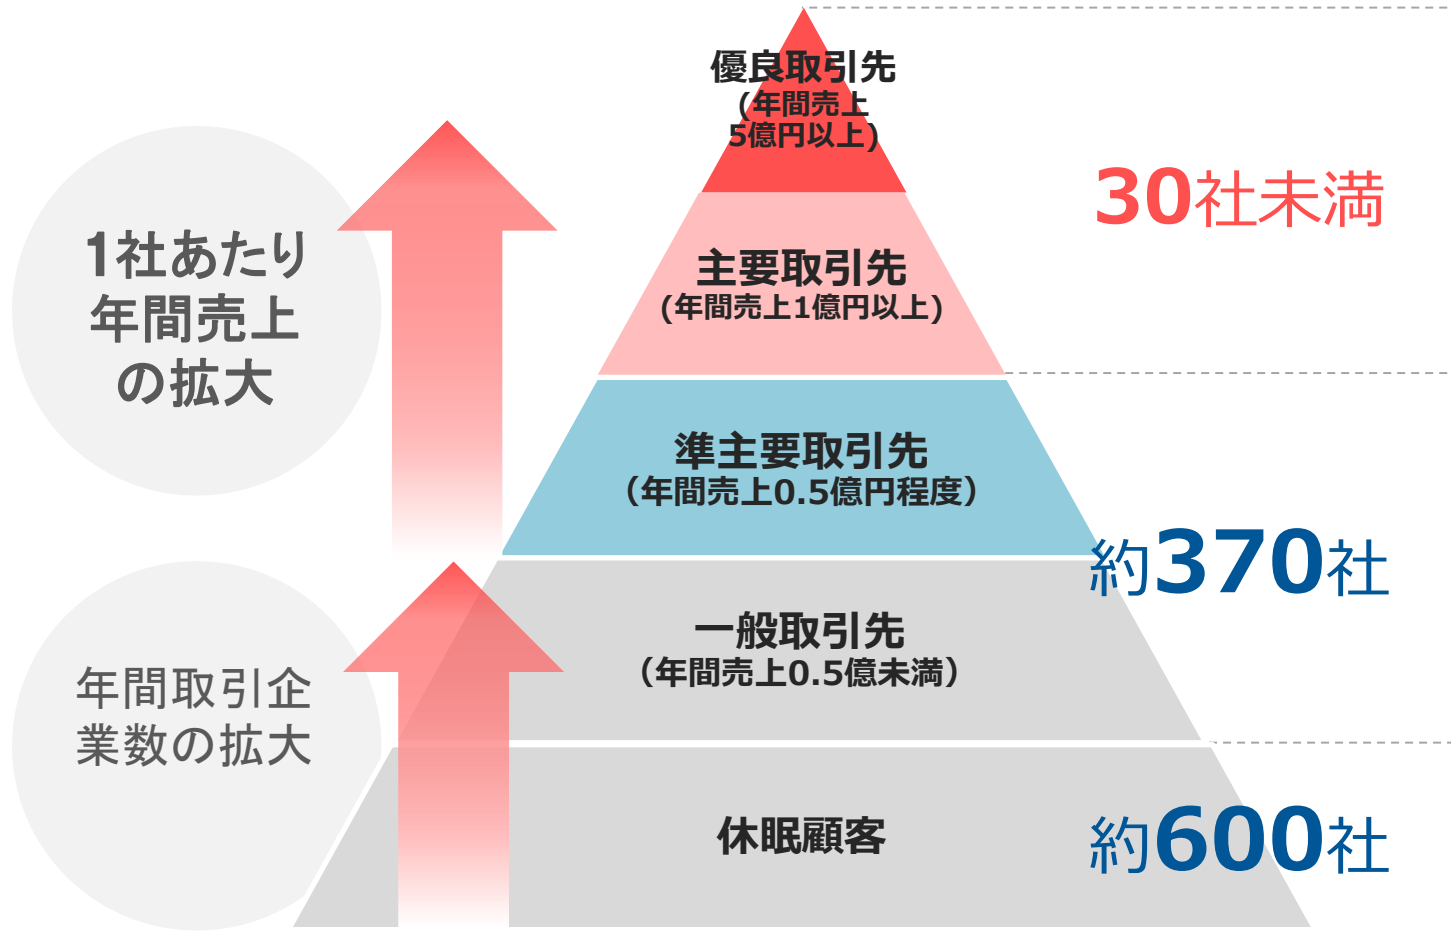 優良取引先
(年間売上
5億円以上)
30社未満
1社あたり
年間売上
の拡大
主要取引先
(年間売上1億円以上)
準主要取引先
（年間売上0.5億円程度）
約370社
一般取引先
（年間売上0.5億未満）
年間取引企
業数の拡大
休眠顧客
約600社